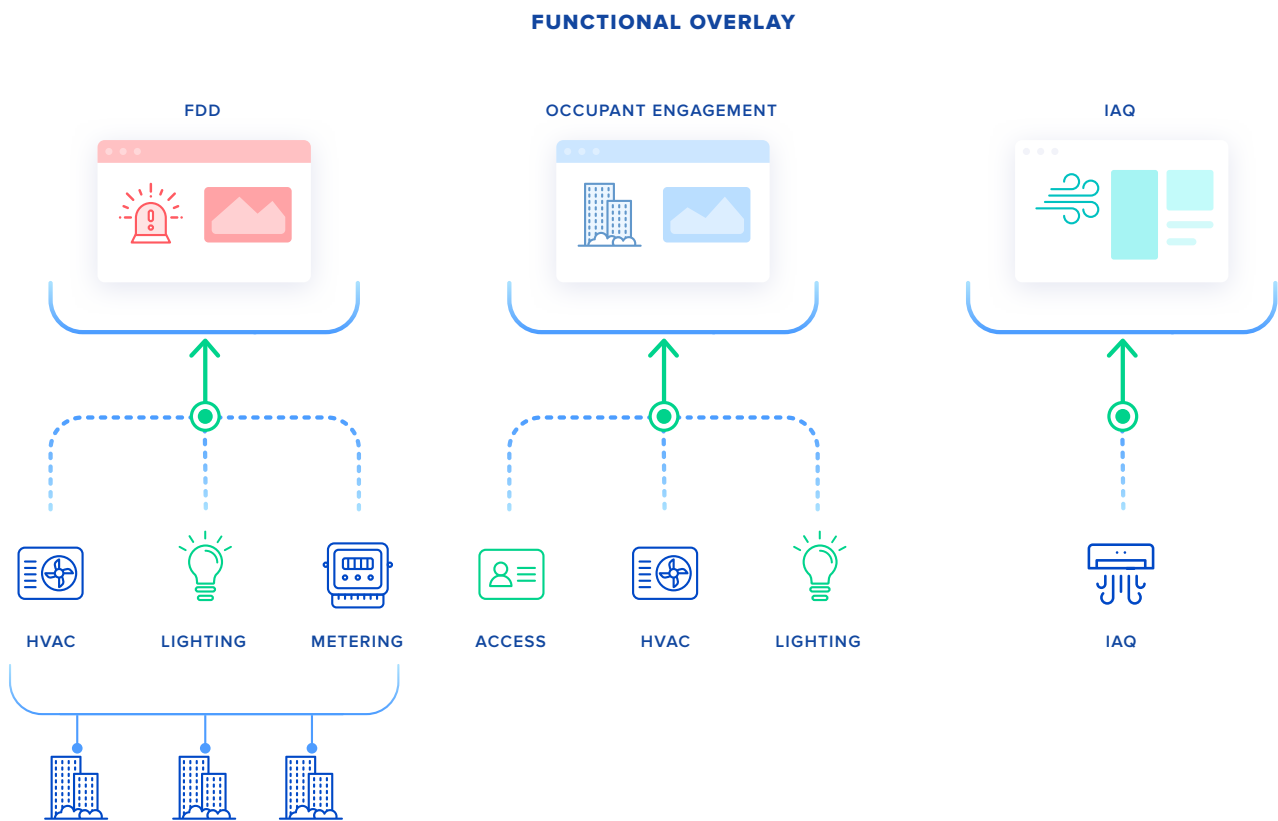 FUNCTIONAL OVERLAY
FDD
OCCUPANT ENGAGEMENT
IAQ
HVAC
LIGHTING
METERING
ACCESS
HVAC
LIGHTING
IAQ